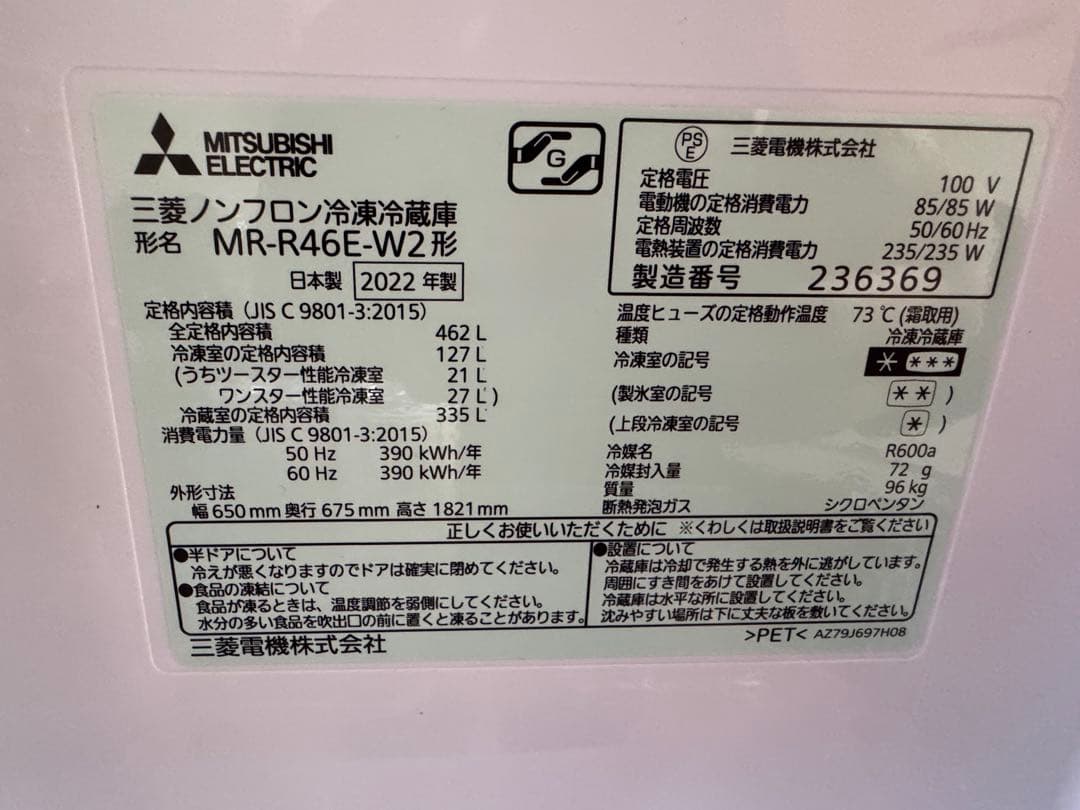 MITSUBISHI
ELECTRIC
三菱ノンフロン冷凍冷蔵庫
形名 MR-R46E-W2形
日本製 2022 年製
定格内容積 (JIS C 9801-3:2015)
全定格内容積 462 L
冷凍室の定格内容積 127 L
(うちツースター性能冷凍室 21 L
ワンスター性能冷凍室 27 L)
冷蔵室の定格内容積 335 L
消費電力量 (JIS C 9801-3:2015)
50 Hz 390 kWh/年
60 Hz 390 kWh/年
外形寸法
幅 650 mm 奥行 675 mm 高さ 1821 mm
G
PS
E
三菱電機株式会社
定格電圧 100 V
電動機の定格消費電力 85/85 W
定格周波数 50/60 Hz
電熱装置の定格消費電力 235/235 W
製造番号 236369
温度ヒューズの定格動作温度 73 ℃ (霜取用)
種類 冷凍冷蔵庫
冷凍室の記号 * ***
(製氷室の記号 ** )
(上段冷凍室の記号 * )
冷媒名 R600a
冷媒封入量 72 g
質量 96 kg
断熱発泡ガス シクロペンタン
正しくお使いいただくために ※くわしくは取扱説明書をご覧ください
●半ドアについて
冷えが悪くなりますのでドアは確実に閉めてください。
●食品の凍結について
食品が凍るときは、温度調節を弱側にしてください。
水分の多い食品を吹出口の前に置くと凍ることがあります。
●設置について
冷蔵庫は冷却で発生する熱を外に逃がしています。
周囲にすき間をあけて設置してください。
冷蔵庫は水平な所に設置してください。
沈みやすい場所は下に丈夫な板を敷いてください。
三菱電機株式会社
>PET< AZ79J697H08